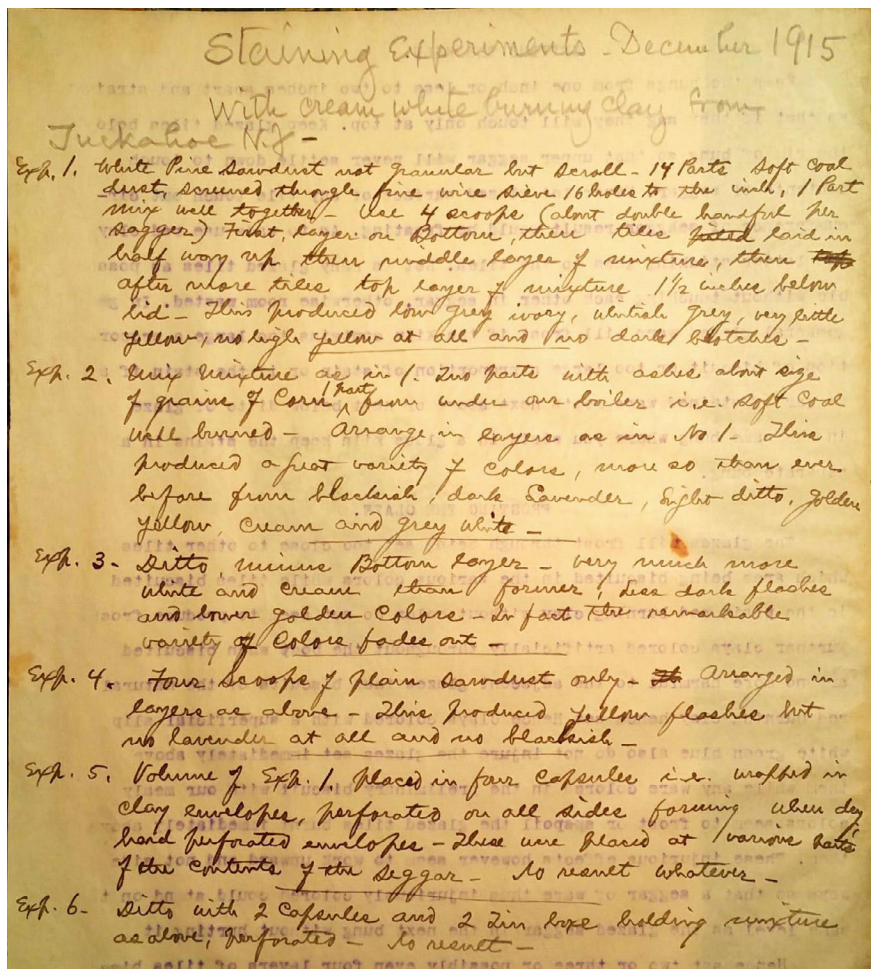 Staining Experiments - December 1915
With cream white burning clay from
Tuckahoe N.J -
Exp. 1. White Pine sawdust not granular but scroll - 14 Parts soft coal
dust, screened through fine wire sieve 16 holes to the inch, 1 Part
mix well together - Use 4 scoops (about double handful per
sagger) First, layer on Bottom, then tiles laid in
half way up then middle layer of mixture, then
after more tiles top layer of mixture 1½ inches below
lid - This produced low grey ivory, whitish grey, very little
yellow, no high yellow at all and no dark blotches -
Exp. 2. Mix Mixture as in 1. Two parts with ashes about size
of grains of Corn 1 part from under our boiler i.e. soft coal
well burned - Arrange in layers as in No 1 - This
produced a great variety of colors, more so than ever
before from blackish, dark Lavender, light ditto, golden
yellow, cream and grey white -
Exp. 3 - Ditto, minus Bottom layer - very much more
white and cream than former, Less dark flashes
and lower golden colors - In fact the remarkable
variety of colors fades out -
Exp. 4. Four scoops of plain sawdust only - Arranged in
layers as above - This produced yellow flashes but
no lavender at all and no blackish -
Exp. 5. Volume of Exp. 1. placed in four capsules i.e. wrapped in
clay envelopes, perforated on all sides forming when dry
hard perforated envelopes - These were placed at various parts
of the contents of the seggar - No result whatever -
Exp. 6 - Ditto with 2 Capsules and 2 Tin boxe holding mixture
as above, perforated - No result -